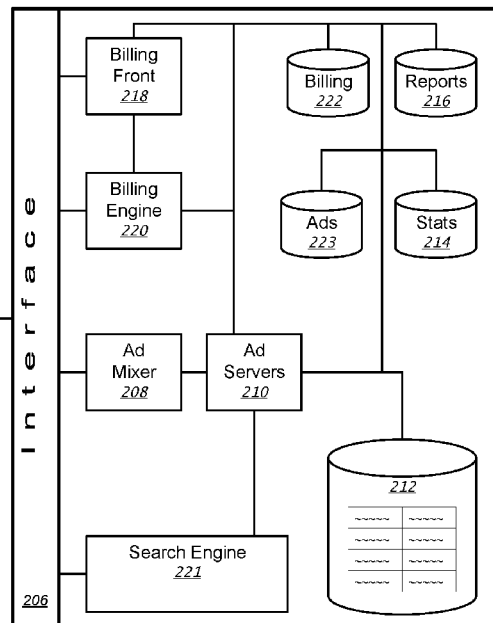 Interface
206
Billing
Front
218
Billing
222
Reports
216
Billing
Engine
220
Ads
223
Stats
214
Ad
Mixer
208
Ad
Servers
210
212
~~~~~ ~~~~~
~~~~~ ~~~~~
~~~~~ ~~~~~
~~~~~ ~~~~~
Search Engine
221